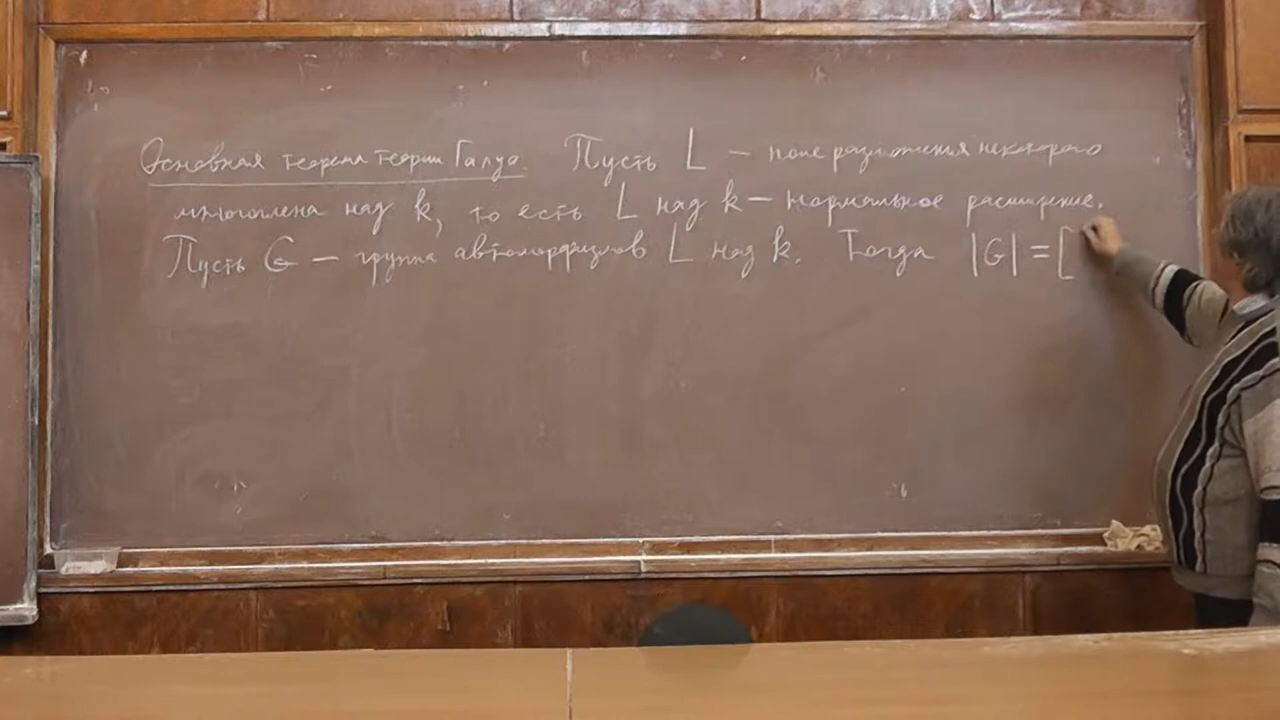 Основная теорема теории Галуа. Пусть L — поле разложения некоторого
многочлена над k, то есть L над k — нормальное расширение.
Пусть G — группа автоморфизмов L над k. Тогда |G| = [